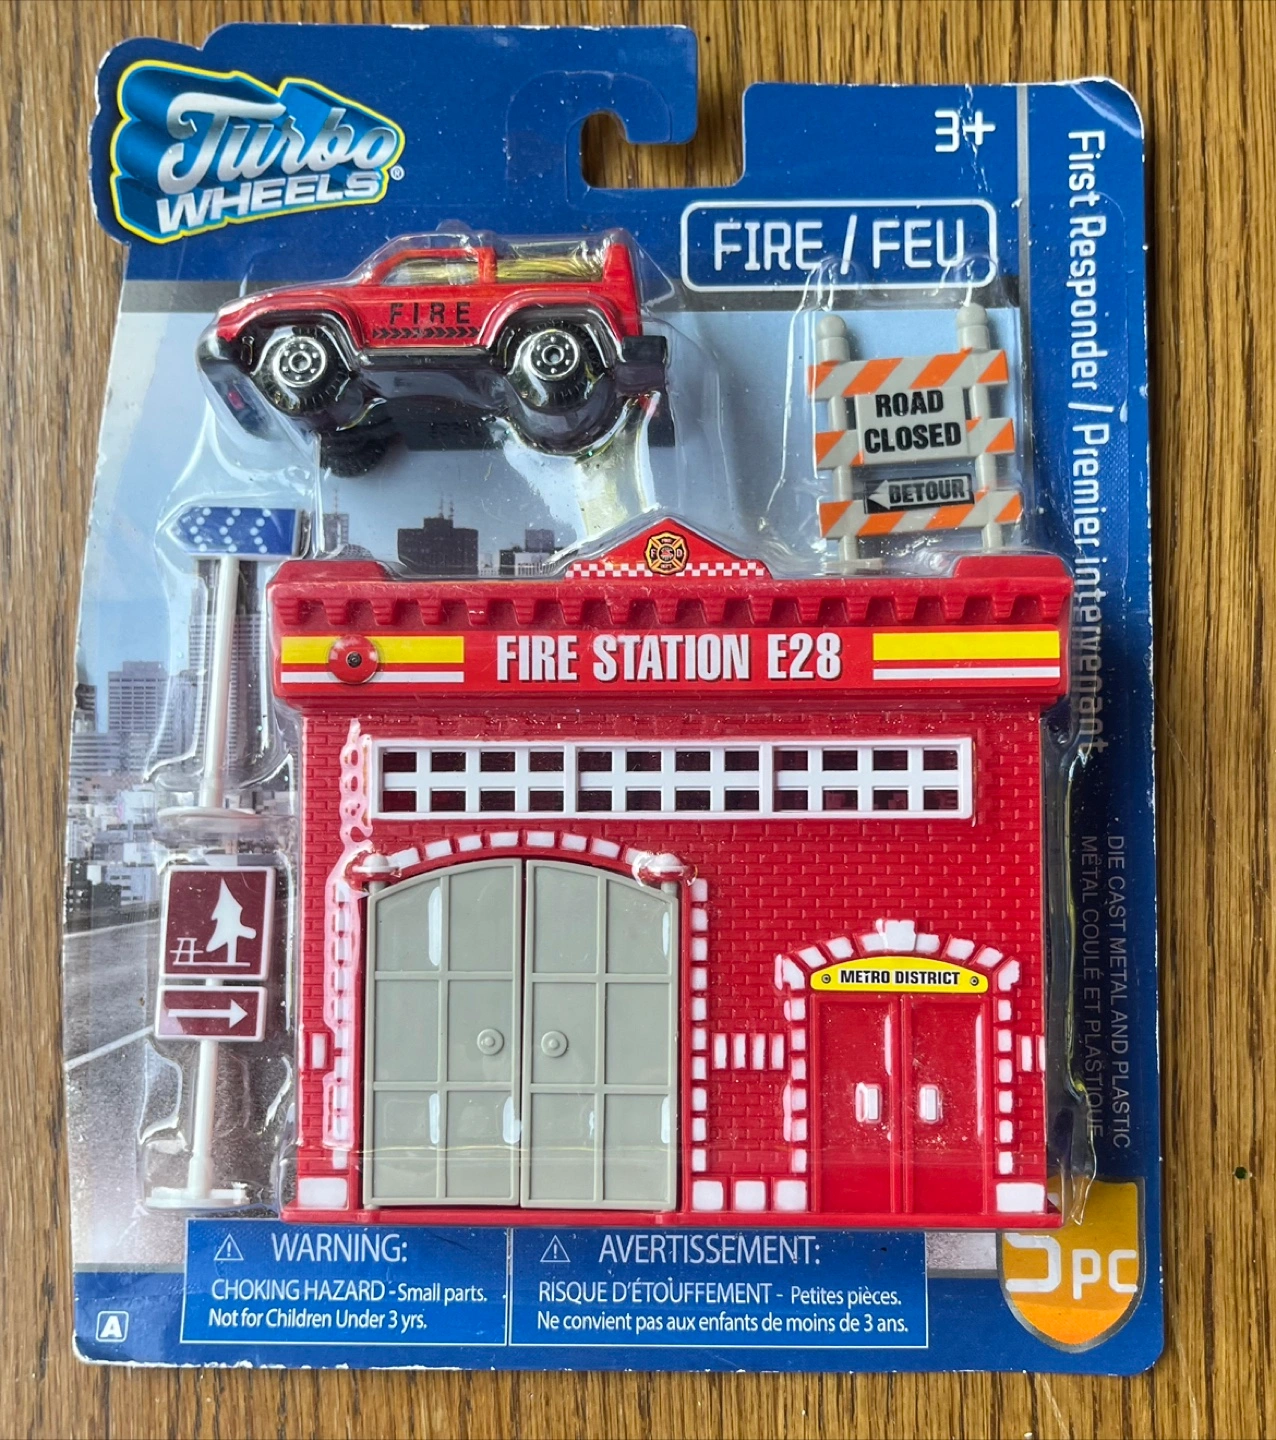 Turbo
WHEELS®
3+
FIRE / FEU
First Responder / Premier intervenant
FIRE
ROAD
CLOSED
DETOUR
F D
FIRE STATION E28
METRO DISTRICT
DIE CAST METAL AND PLASTIC
MÉTAL COULÉ ET PLASTIQUE
WARNING:
CHOKING HAZARD - Small parts.
Not for Children Under 3 yrs.
AVERTISSEMENT:
RISQUE D'ÉTOUFFEMENT - Petites pièces.
Ne convient pas aux enfants de moins de 3 ans.
5 PC
A